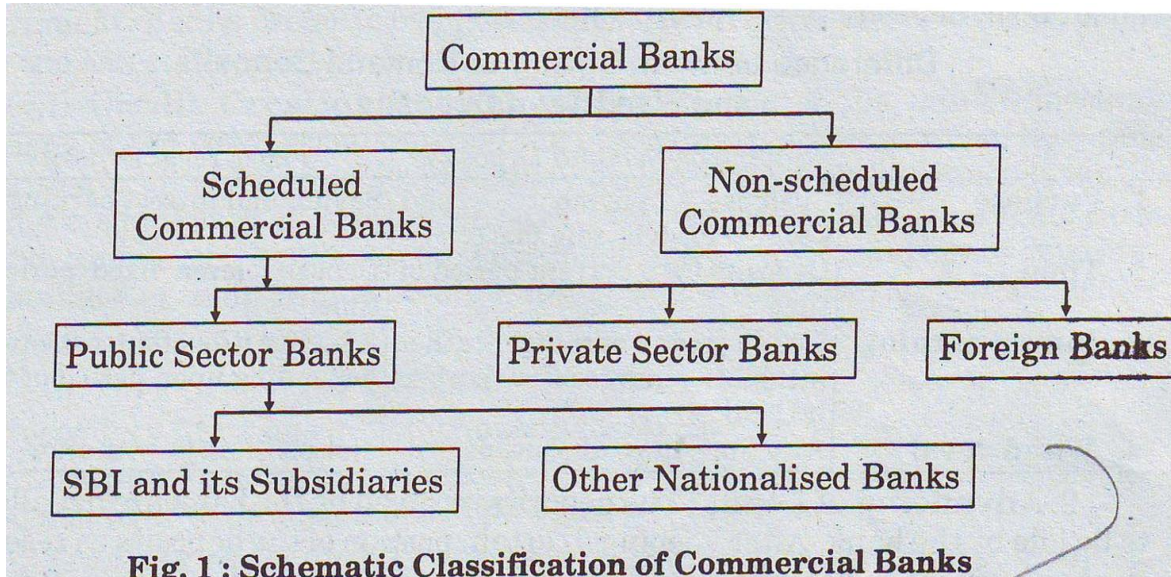 Commercial Banks
Scheduled
Commercial Banks
Non-scheduled
Commercial Banks
Public Sector Banks
Private Sector Banks
Foreign Banks
SBI and its Subsidiaries
Other Nationalised Banks
Fig. 1 : Schematic Classification of Commercial Banks